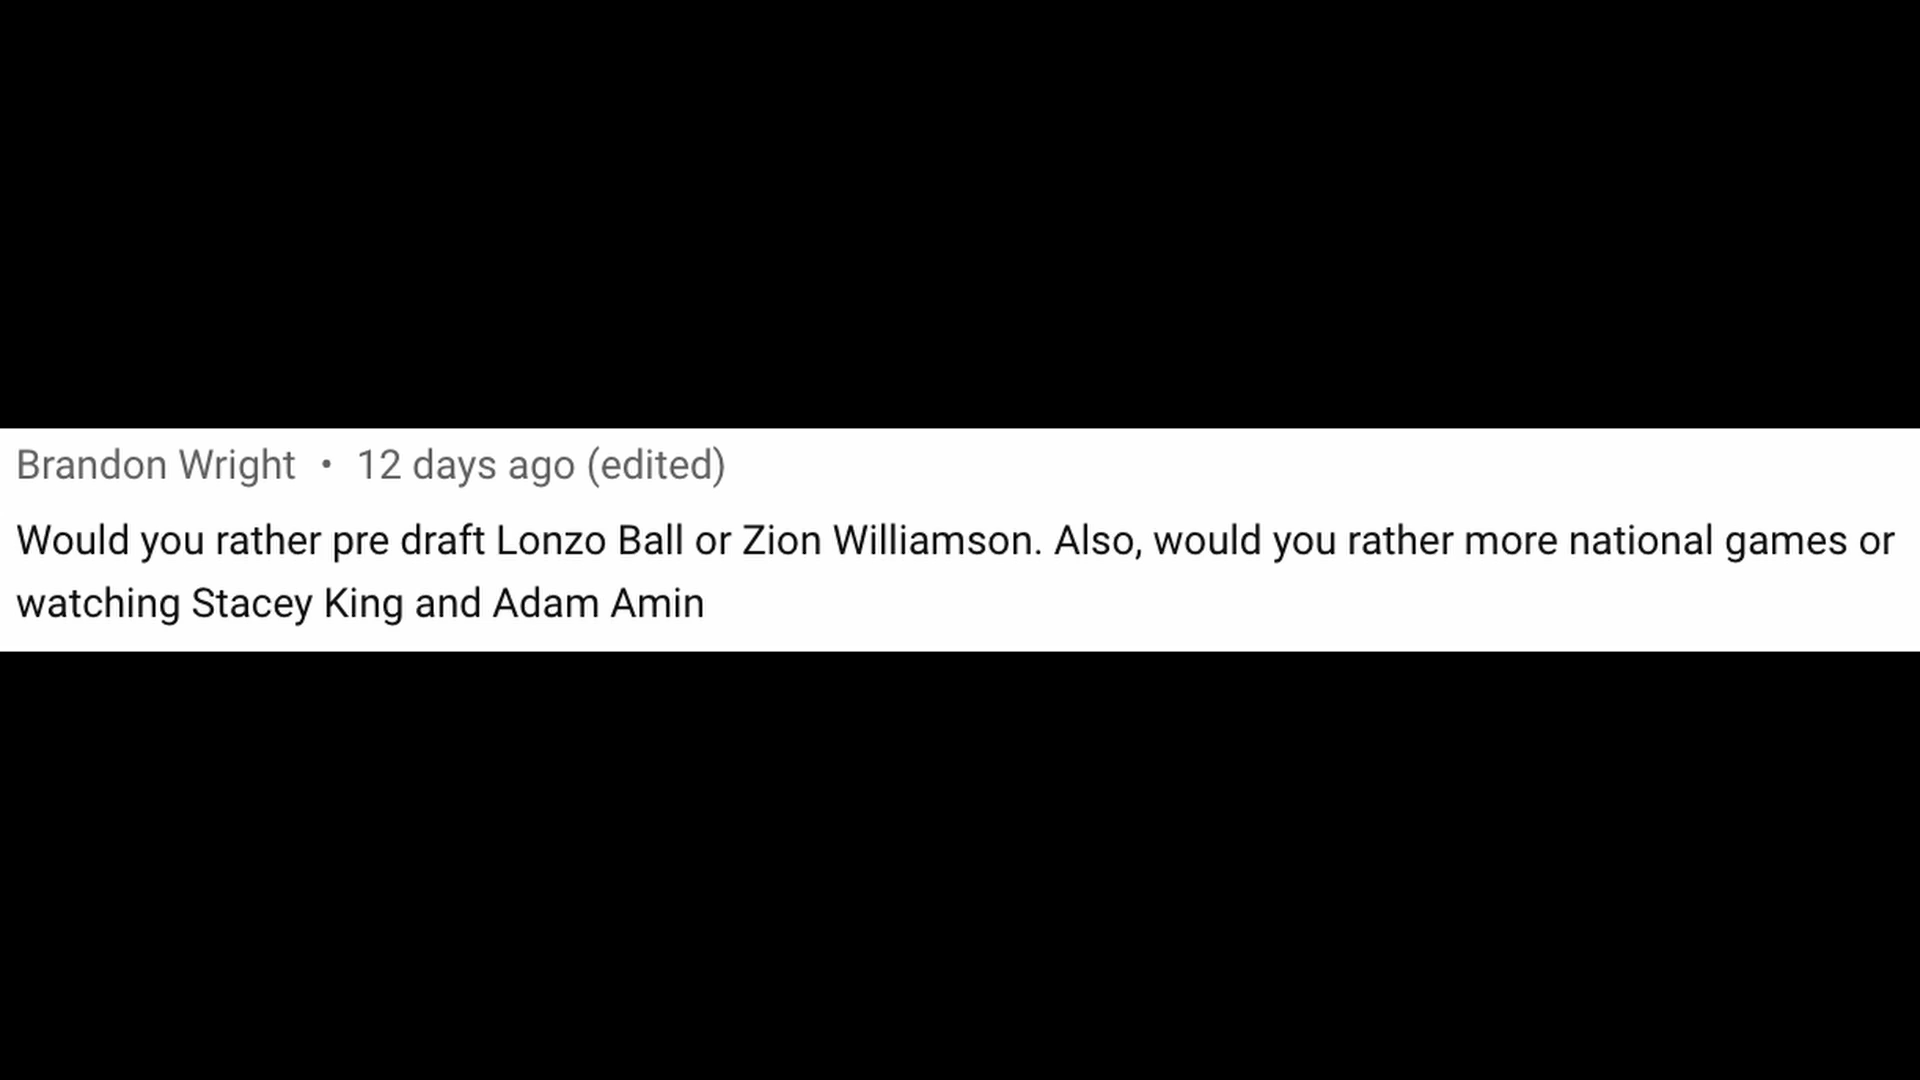 Brandon Wright • 12 days ago (edited)
Would you rather pre draft Lonzo Ball or Zion Williamson. Also, would you rather more national games or
watching Stacey King and Adam Amin